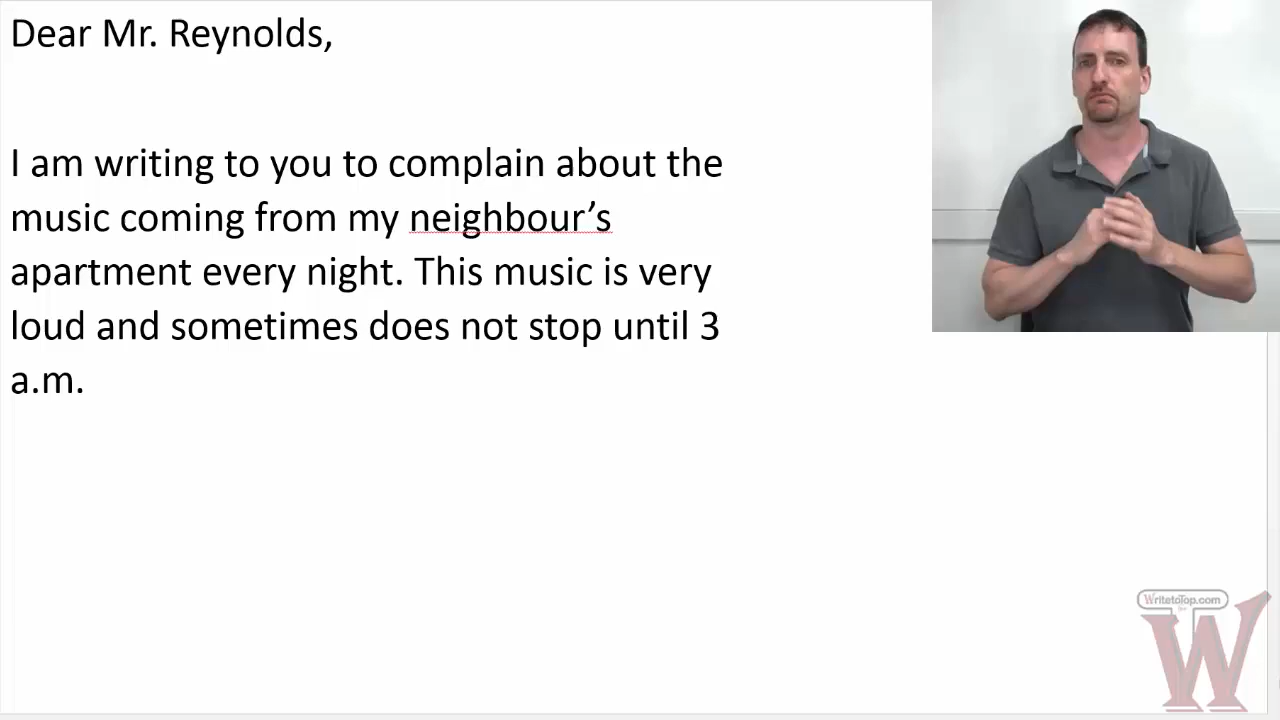 Dear Mr. Reynolds,
I am writing to you to complain about the
music coming from my neighbour’s
apartment every night. This music is very
loud and sometimes does not stop until 3
a.m.
WritetoTop.com
W